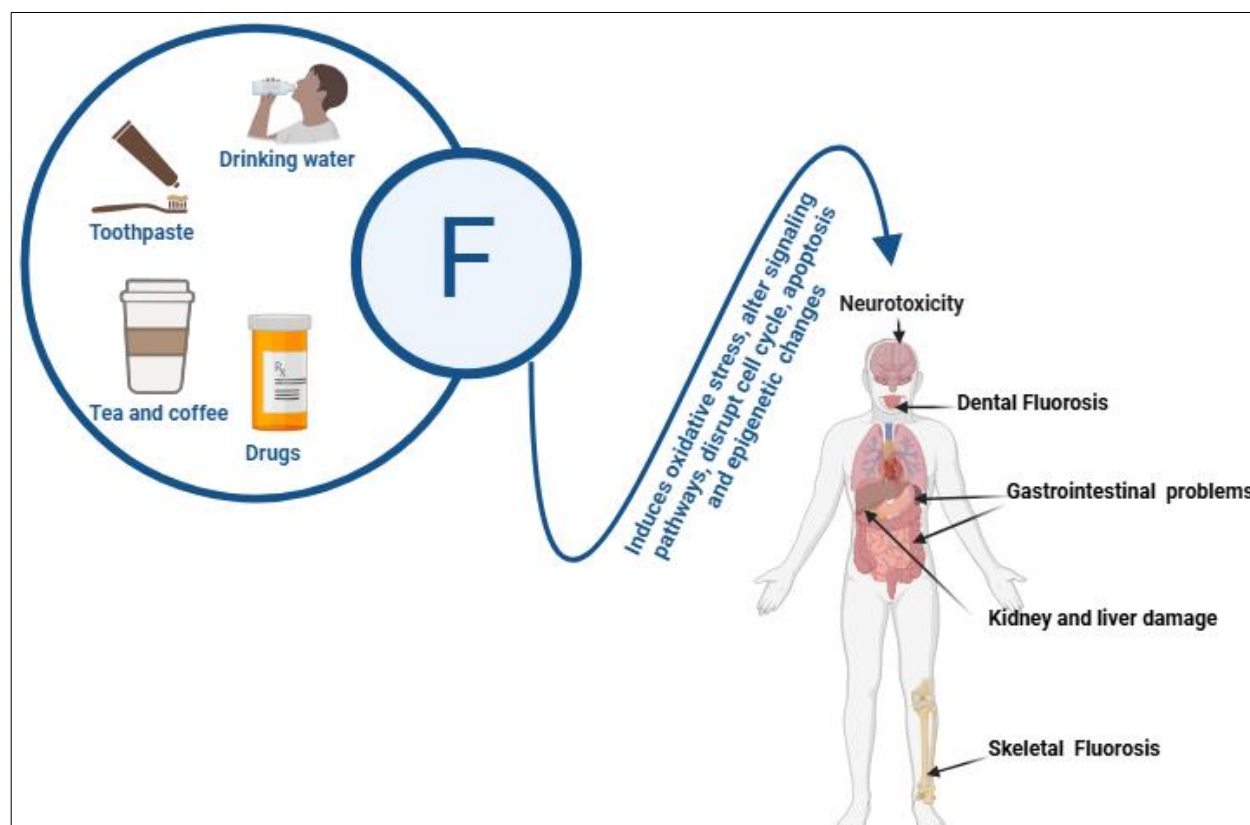 Drinking water
Toothpaste
F
Tea and coffee
Rx
Drugs
Induces oxidative stress, alter signaling
pathways, disrupt cell cycle, apoptosis
and epigenetic changes
Neurotoxicity
Dental Fluorosis
Gastrointestinal problems
Kidney and liver damage
Skeletal Fluorosis